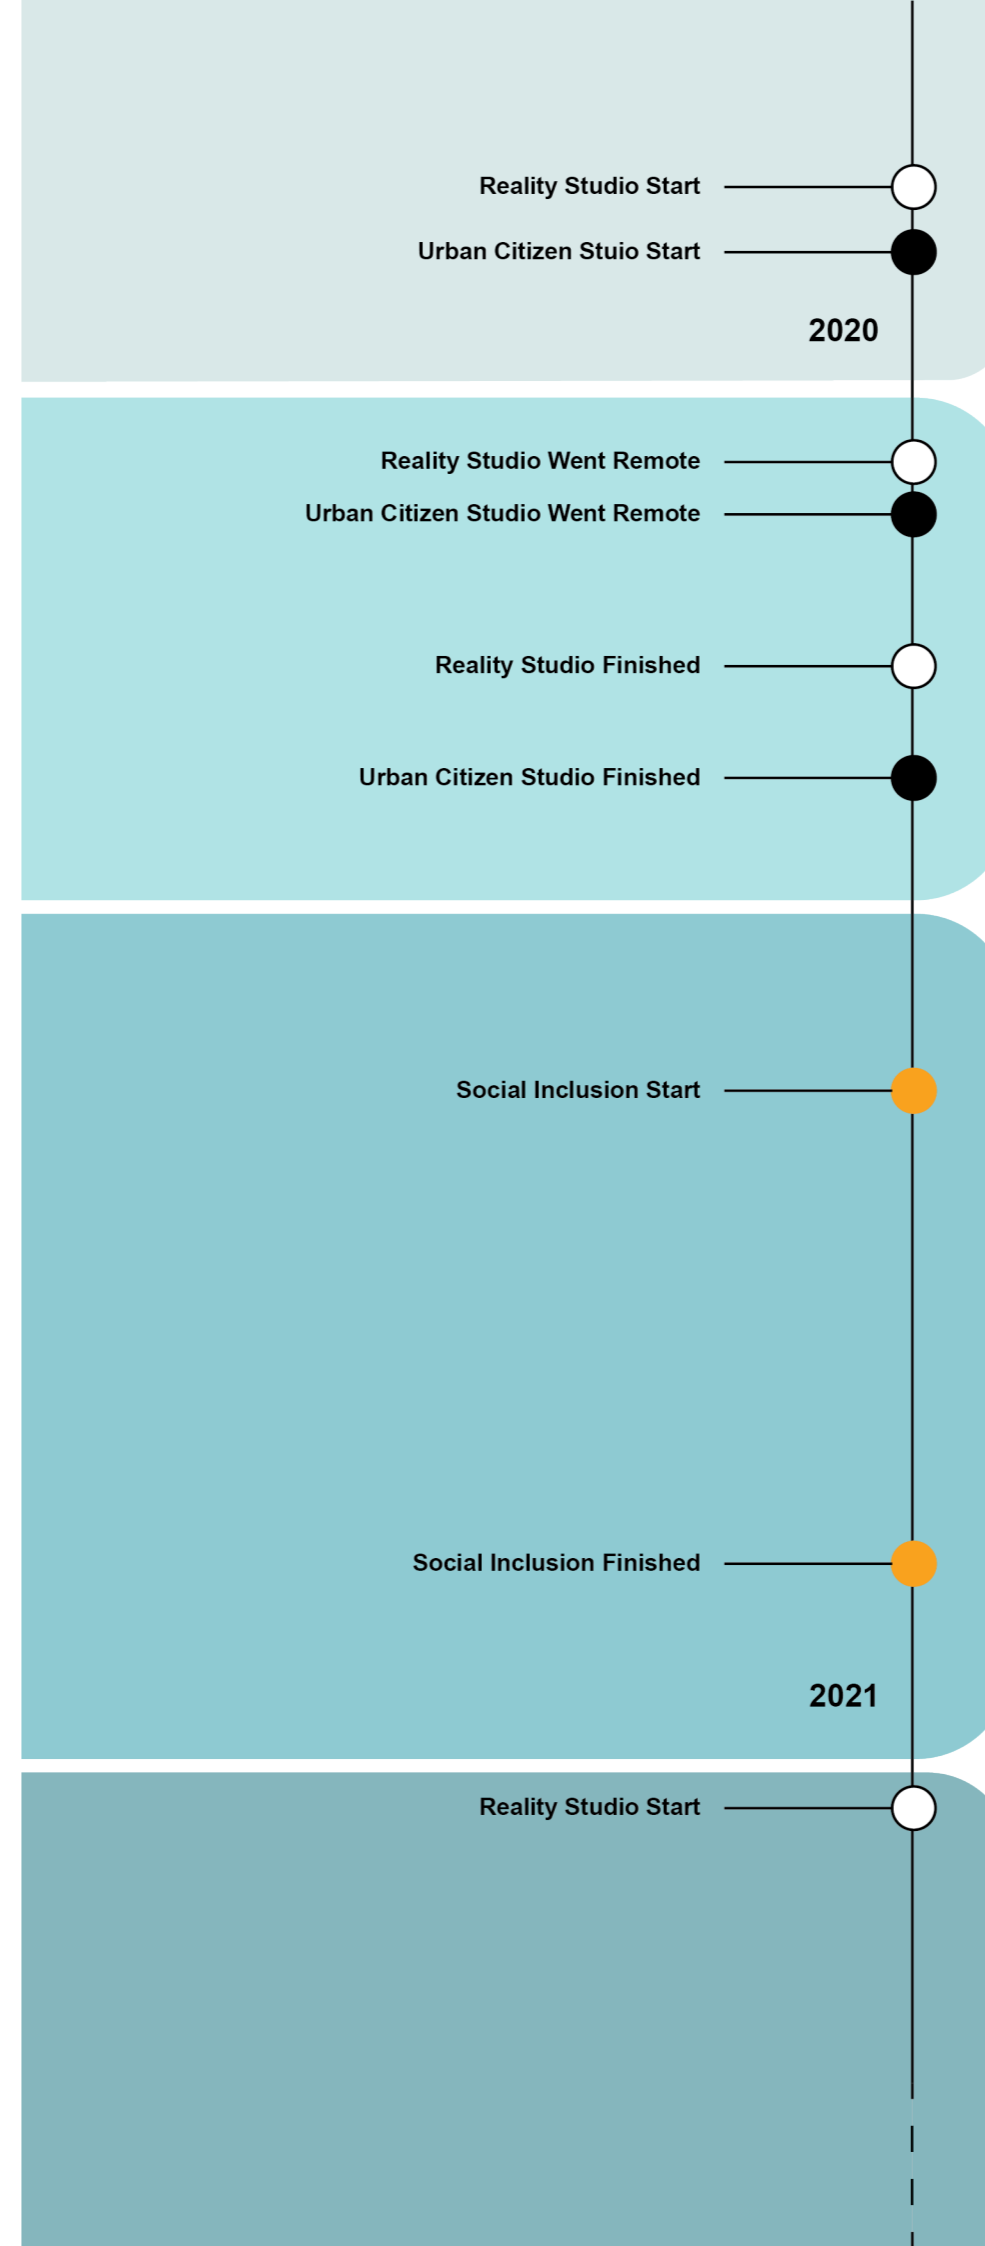 Reality Studio Start
Urban Citizen Stuio Start
2020
Reality Studio Went Remote
Urban Citizen Studio Went Remote
Reality Studio Finished
Urban Citizen Studio Finished
Social Inclusion Start
Social Inclusion Finished
2021
Reality Studio Start